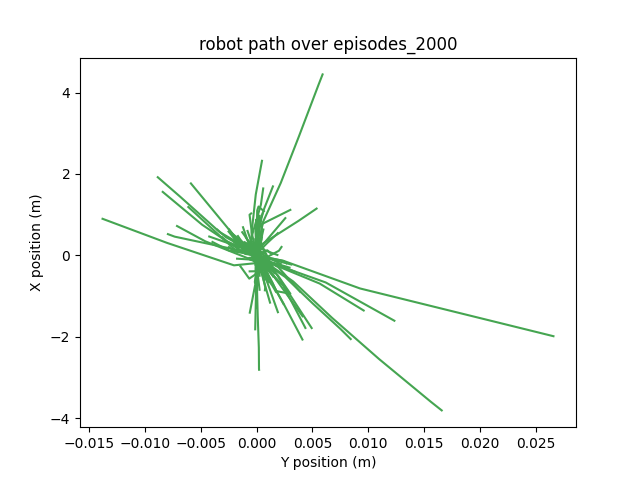 robot path over episodes_2000
X position (m)
4
2
0
−2
−4
−0.015 −0.010 −0.005 0.000 0.005 0.010 0.015 0.020 0.025
Y position (m)